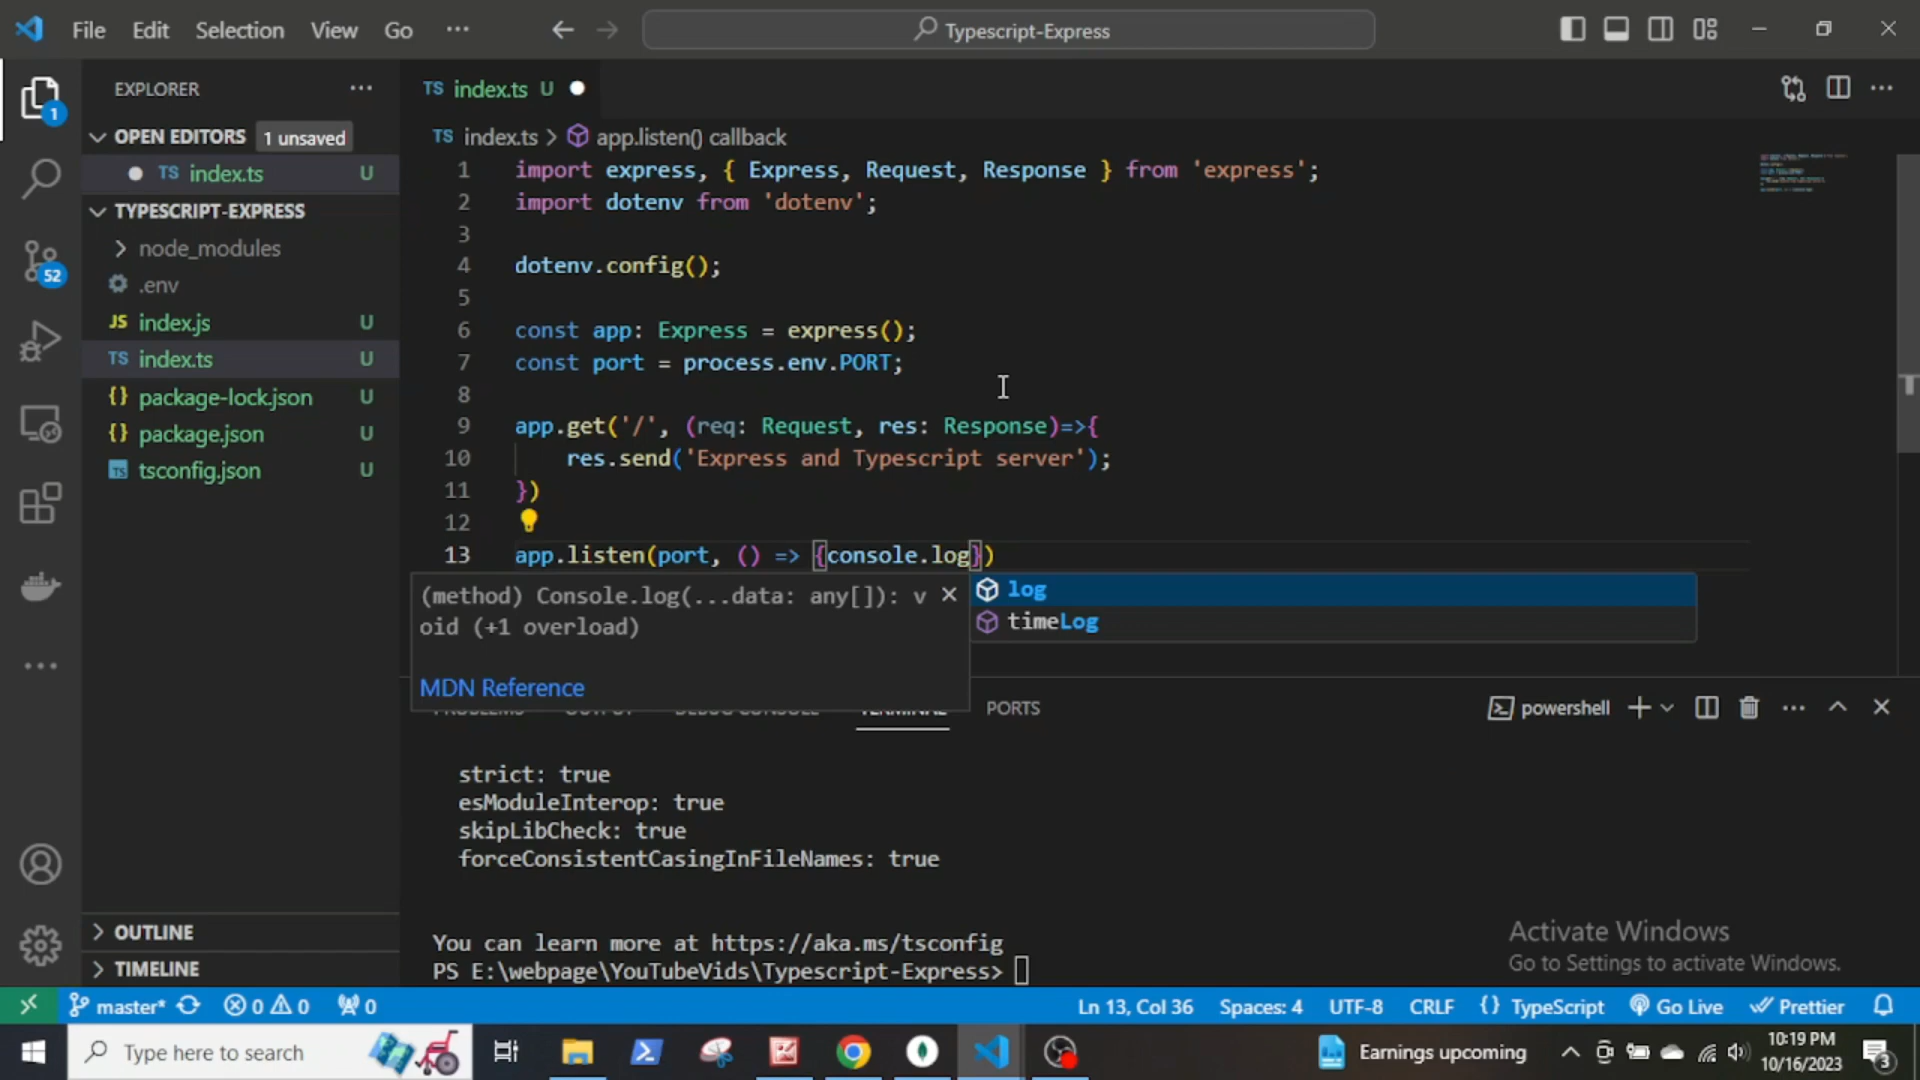 File Edit Selection View Go ··· Typescript-Express
EXPLORER ···
OPEN EDITORS 1 unsaved
TS index.ts U
TYPESCRIPT-EXPRESS
node_modules
.env
JS index.js U
TS index.ts U
{} package-lock.json U
{} package.json U
TS tsconfig.json U
OUTLINE
TIMELINE
1
52
TS index.ts U
TS index.ts > app.listen() callback
1 import express, { Express, Request, Response } from 'express';
2 import dotenv from 'dotenv';
3
4 dotenv.config();
5
6 const app: Express = express();
7 const port = process.env.PORT;
8
9 app.get('/', (req: Request, res: Response)=>{
10 res.send('Express and Typescript server');
11 })
12
13 app.listen(port, () => {console.log})
(method) Console.log(...data: any[]): v
oid (+1 overload)
MDN Reference
log
timeLog
TERMINAL PORTS
powershell
strict: true
esModuleInterop: true
skipLibCheck: true
forceConsistentCasingInFileNames: true
You can learn more at https://aka.ms/tsconfig
PS E:\webpage\YouTubeVids\Typescript-Express>
Activate Windows
Go to Settings to activate Windows.
master* 0 0 0 Ln 13, Col 36 Spaces: 4 UTF-8 CRLF {} TypeScript Go Live Prettier
Type here to search Earnings upcoming 10:19 PM
10/16/2023
3